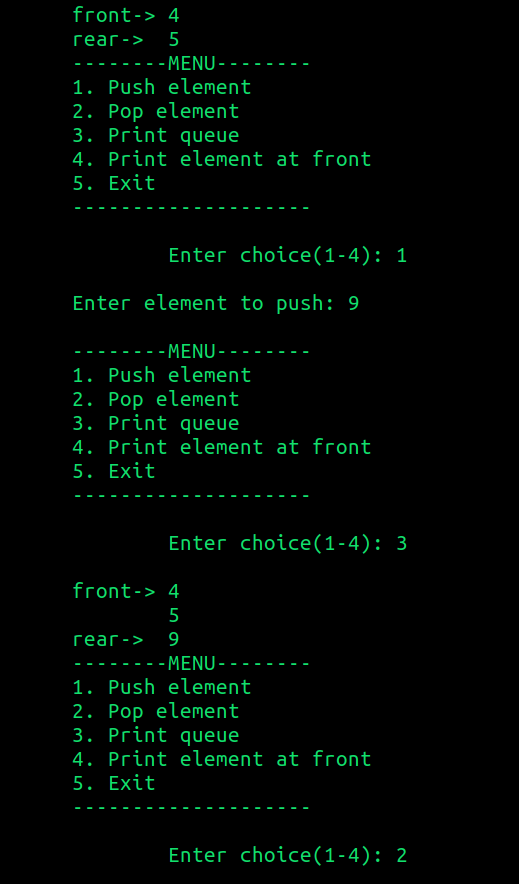 front-> 4
rear->  5
--------MENU--------
1. Push element
2. Pop element
3. Print queue
4. Print element at front
5. Exit
--------------------
Enter choice(1-4): 1
Enter element to push: 9
--------MENU--------
1. Push element
2. Pop element
3. Print queue
4. Print element at front
5. Exit
--------------------
Enter choice(1-4): 3
front-> 4
5
rear->  9
--------MENU--------
1. Push element
2. Pop element
3. Print queue
4. Print element at front
5. Exit
--------------------
Enter choice(1-4): 2